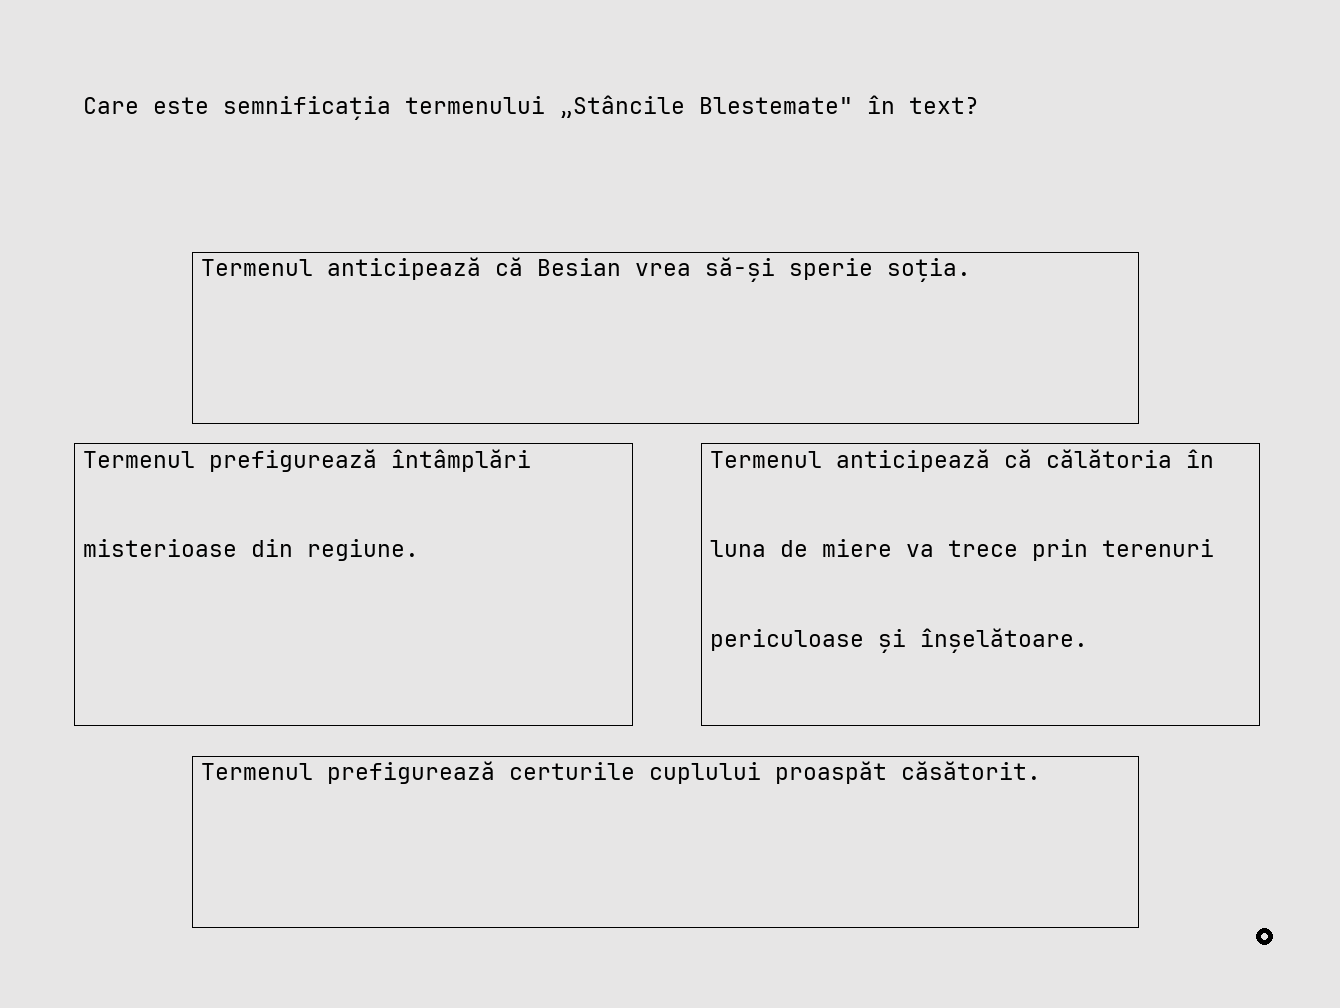 Care este semnificația termenului „Stâncile Blestemate" în text?
Termenul anticipează că Besian vrea să-și sperie soția.
Termenul prefigurează întâmplări
misterioase din regiune.
Termenul anticipează că călătoria în
luna de miere va trece prin terenuri
periculoase și înșelătoare.
Termenul prefigurează certurile cuplului proaspăt căsătorit.